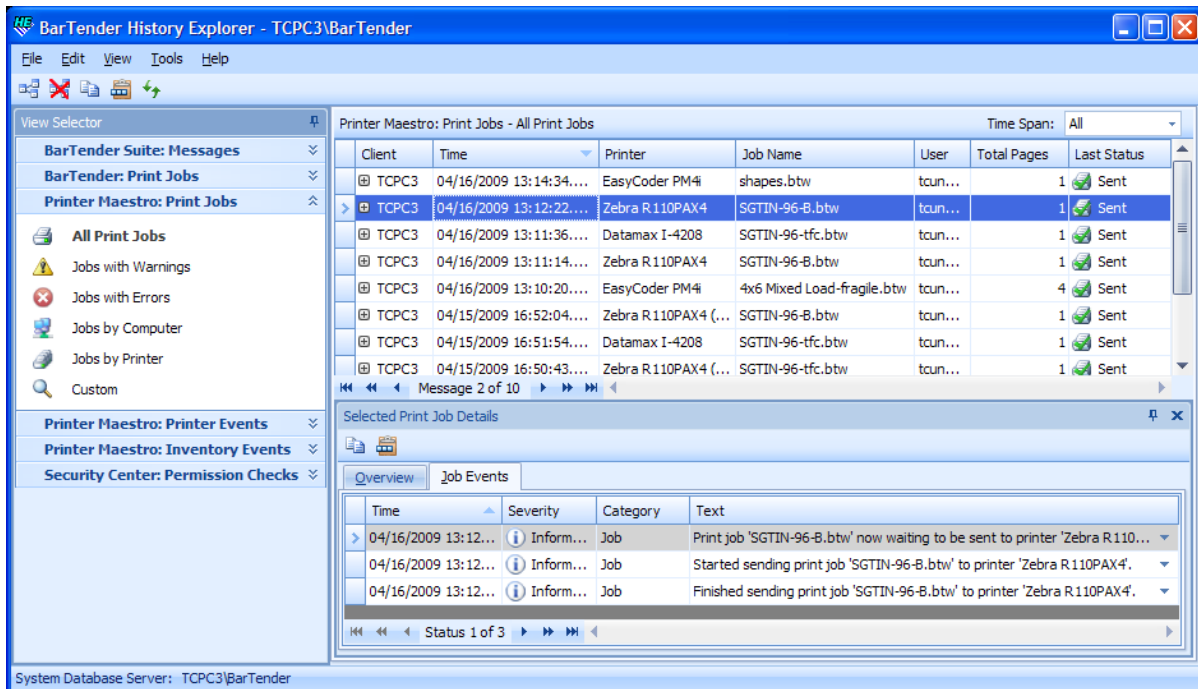 BarTender History Explorer - TCPC3\BarTender
File Edit View Tools Help
View Selector
BarTender Suite: Messages
BarTender: Print Jobs
Printer Maestro: Print Jobs
All Print Jobs
Jobs with Warnings
Jobs with Errors
Jobs by Computer
Jobs by Printer
Custom
Printer Maestro: Printer Events
Printer Maestro: Inventory Events
Security Center: Permission Checks
Printer Maestro: Print Jobs - All Print Jobs Time Span: All
Client Time Printer Job Name User Total Pages Last Status
TCPC3 04/16/2009 13:14:34.... EasyCoder PM4i shapes.btw tcun... 1 Sent
TCPC3 04/16/2009 13:12:22.... Zebra R110PAX4 SGTIN-96-B.btw tcun... 1 Sent
TCPC3 04/16/2009 13:11:36.... Datamax I-4208 SGTIN-96-tfc.btw tcun... 1 Sent
TCPC3 04/16/2009 13:11:14.... Zebra R110PAX4 SGTIN-96-B.btw tcun... 1 Sent
TCPC3 04/16/2009 13:10:20.... EasyCoder PM4i 4x6 Mixed Load-fragile.btw tcun... 4 Sent
TCPC3 04/15/2009 16:52:04.... Zebra R110PAX4 (... SGTIN-96-B.btw tcun... 1 Sent
TCPC3 04/15/2009 16:51:54.... Datamax I-4208 SGTIN-96-tfc.btw tcun... 1 Sent
TCPC3 04/15/2009 16:50:43.... Zebra R110PAX4 (... SGTIN-96-tfc.btw tcun... 1 Sent
Message 2 of 10
Selected Print Job Details
Overview Job Events
Time Severity Category Text
04/16/2009 13:12... Inform... Job Print job 'SGTIN-96-B.btw' now waiting to be sent to printer 'Zebra R110...
04/16/2009 13:12... Inform... Job Started sending print job 'SGTIN-96-B.btw' to printer 'Zebra R110PAX4'.
04/16/2009 13:12... Inform... Job Finished sending print job 'SGTIN-96-B.btw' to printer 'Zebra R110PAX4'.
Status 1 of 3
System Database Server: TCPC3\BarTender